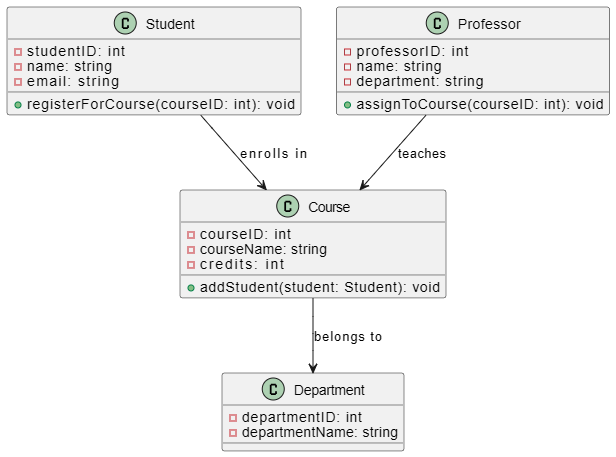 C Student
studentID: int
name: string
email: string
registerForCourse(courseID: int): void
C Professor
professorID: int
name: string
department: string
assignToCourse(courseID: int): void
enrolls in
teaches
C Course
courseID: int
courseName: string
credits: int
addStudent(student: Student): void
belongs to
C Department
departmentID: int
departmentName: string